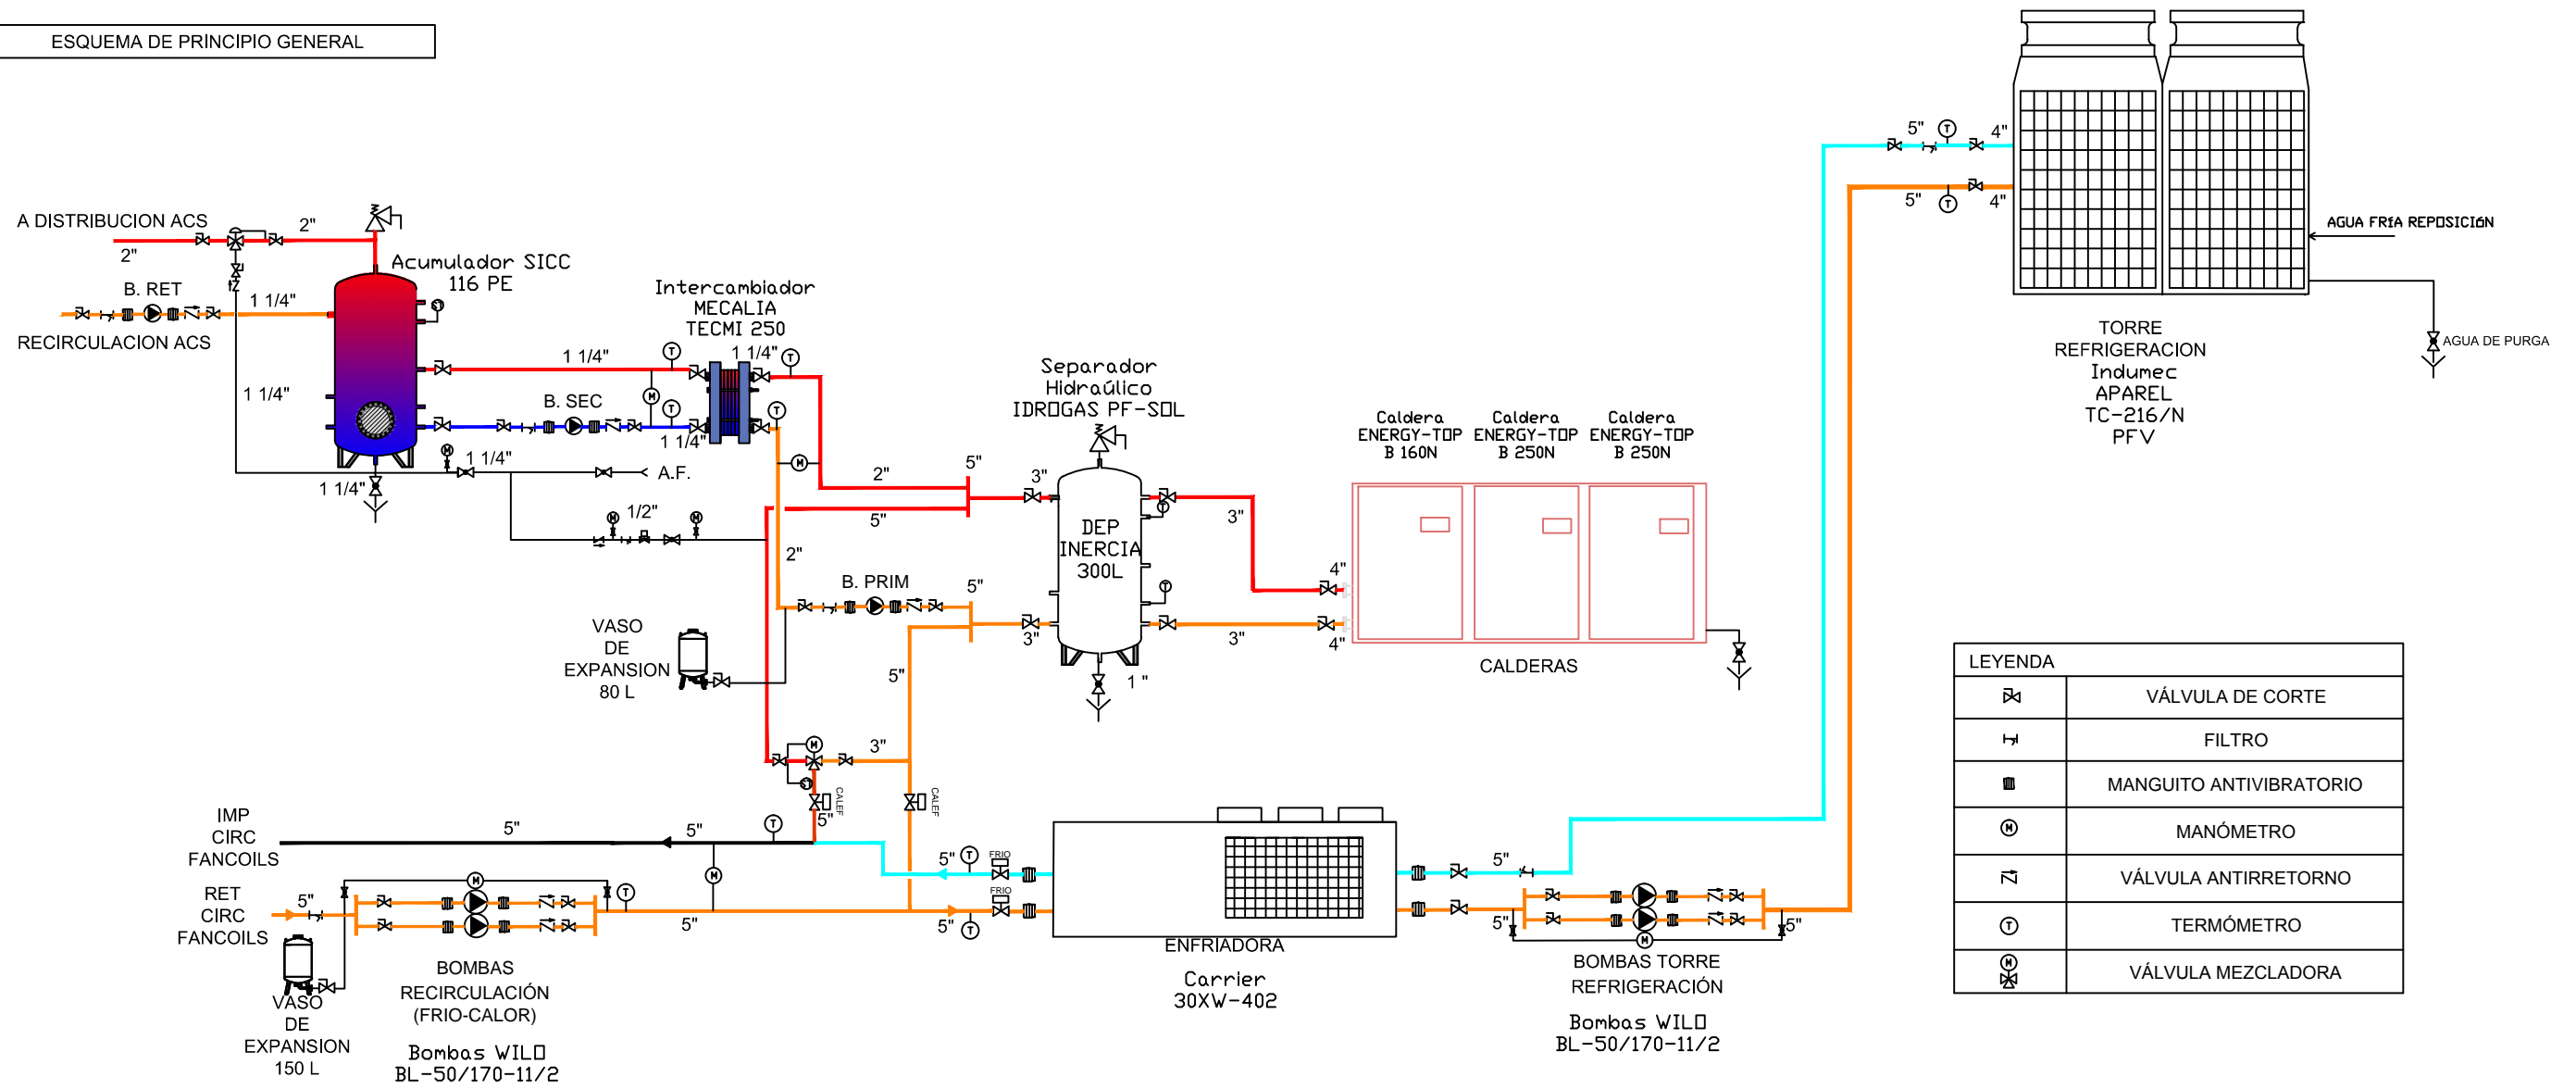 ESQUEMA DE PRINCIPIO GENERAL
A DISTRIBUCION ACS
2"
2"
B. RET
1 1/4"
RECIRCULACION ACS
1 1/4"
Acumulador SICC
116 PE
1 1/4"
B. SEC
1 1/4"
1 1/4"
1 1/4"
A.F.
Intercambiador
MECALIA
TECMI 250
1 1/4"
T
T
M
T
T
M
M
M
1/2"
M
2"
5"
5"
2"
B. PRIM
5"
VASO
DE
EXPANSION
80 L
5"
Separador
Hidraúlico
IDROGAS PF-SOL
3"
DEP
INERCIA
300L
T
T
3"
1 "
3"
3"
4"
4"
Caldera
ENERGY-TOP
B 160N
Caldera
ENERGY-TOP
B 250N
Caldera
ENERGY-TOP
B 250N
CALDERAS
5"
T
4"
5"
T
4"
AGUA FRíA REPOSICIóN
AGUA DE PURGA
TORRE
REFRIGERACION
Indumec
APAREL
TC-216/N
PFV
M
3"
CALEF
CALEF
5"
IMP
CIRC
FANCOILS
5"
5"
T
M
RET
CIRC
FANCOILS
5"
M
T
5"
VASO
DE
EXPANSION
150 L
BOMBAS
RECIRCULACIÓN
(FRIO-CALOR)
Bombas WILO
BL-50/170-11/2
5"
T
FRIO
FRIO
5"
T
ENFRIADORA
Carrier
30XW-402
5"
5"
M
5"
BOMBAS TORRE
REFRIGERACIÓN
Bombas WILO
BL-50/170-11/2
LEYENDA
VÁLVULA DE CORTE
FILTRO
MANGUITO ANTIVIBRATORIO
M
MANÓMETRO
VÁLVULA ANTIRRETORNO
T
TERMÓMETRO
M
VÁLVULA MEZCLADORA